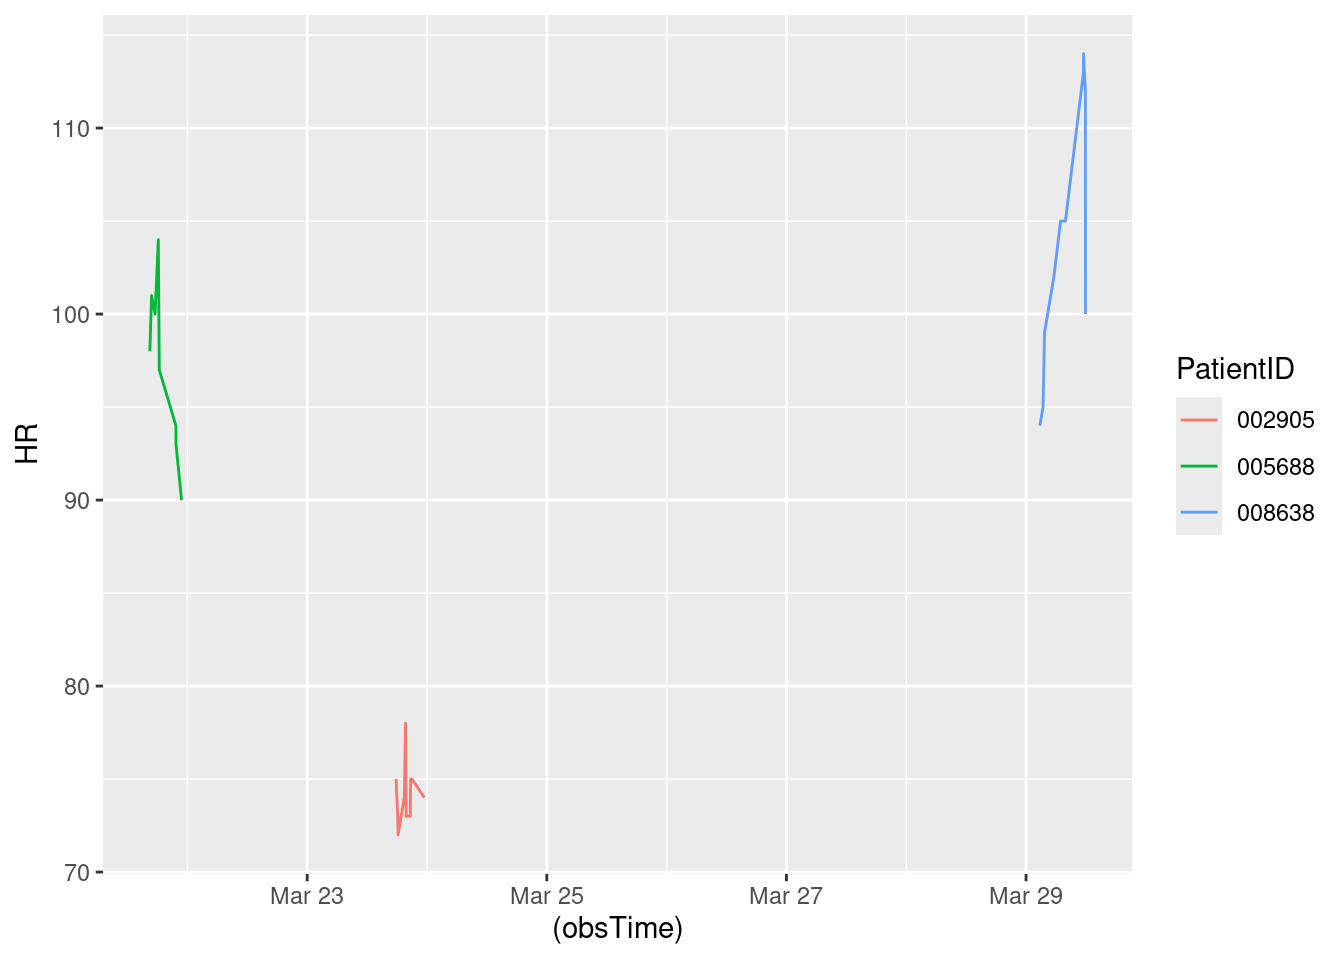 110
100
90
80
70
HR
Mar 23
Mar 25
Mar 27
Mar 29
(obsTime)
PatientID
002905
005688
008638